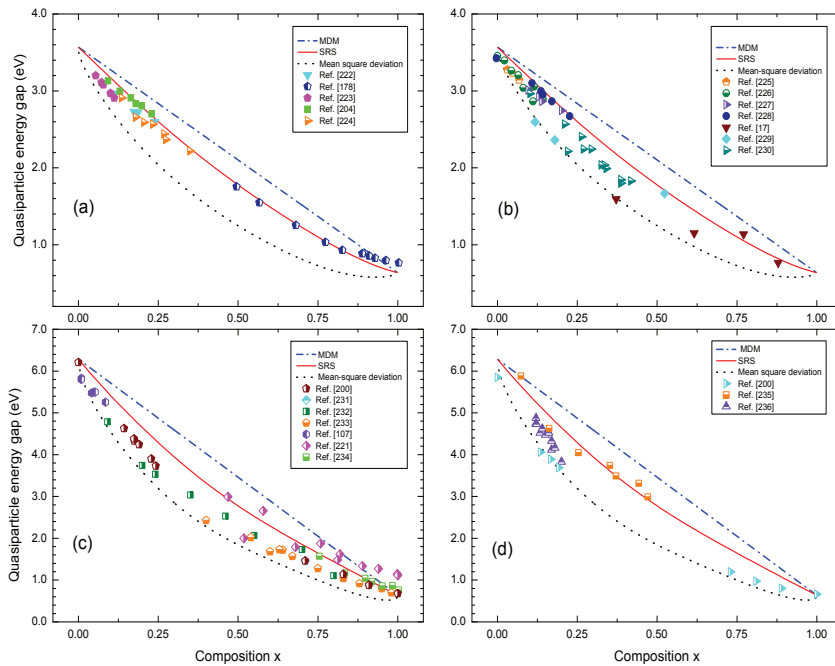 4.0
3.0
2.0
1.0
Quasiparticle energy gap (eV)
0.00
0.25
0.50
0.75
1.00
(a)
MDM
SRS
Mean square deviation
Ref. [222]
Ref. [178]
Ref. [223]
Ref. [204]
Ref. [224]
4.0
3.0
2.0
1.0
0.00
0.25
0.50
0.75
1.00
(b)
MDM
SRS
Mean-square deviation
Ref. [225]
Ref. [226]
Ref. [227]
Ref. [228]
Ref. [17]
Ref. [229]
Ref. [230]
7.0
6.0
5.0
4.0
3.0
2.0
1.0
0.0
Quasiparticle energy gap (eV)
0.00
0.25
0.50
0.75
1.00
Composition x
(c)
MDM
SRS
Mean-square deviation
Ref. [200]
Ref. [231]
Ref. [232]
Ref. [233]
Ref. [107]
Ref. [221]
Ref. [234]
7.0
6.0
5.0
4.0
3.0
2.0
1.0
0.0
0.00
0.25
0.50
0.75
1.00
Composition x
(d)
MDM
SRS
Mean-square deviation
Ref. [200]
Ref. [235]
Ref. [236]